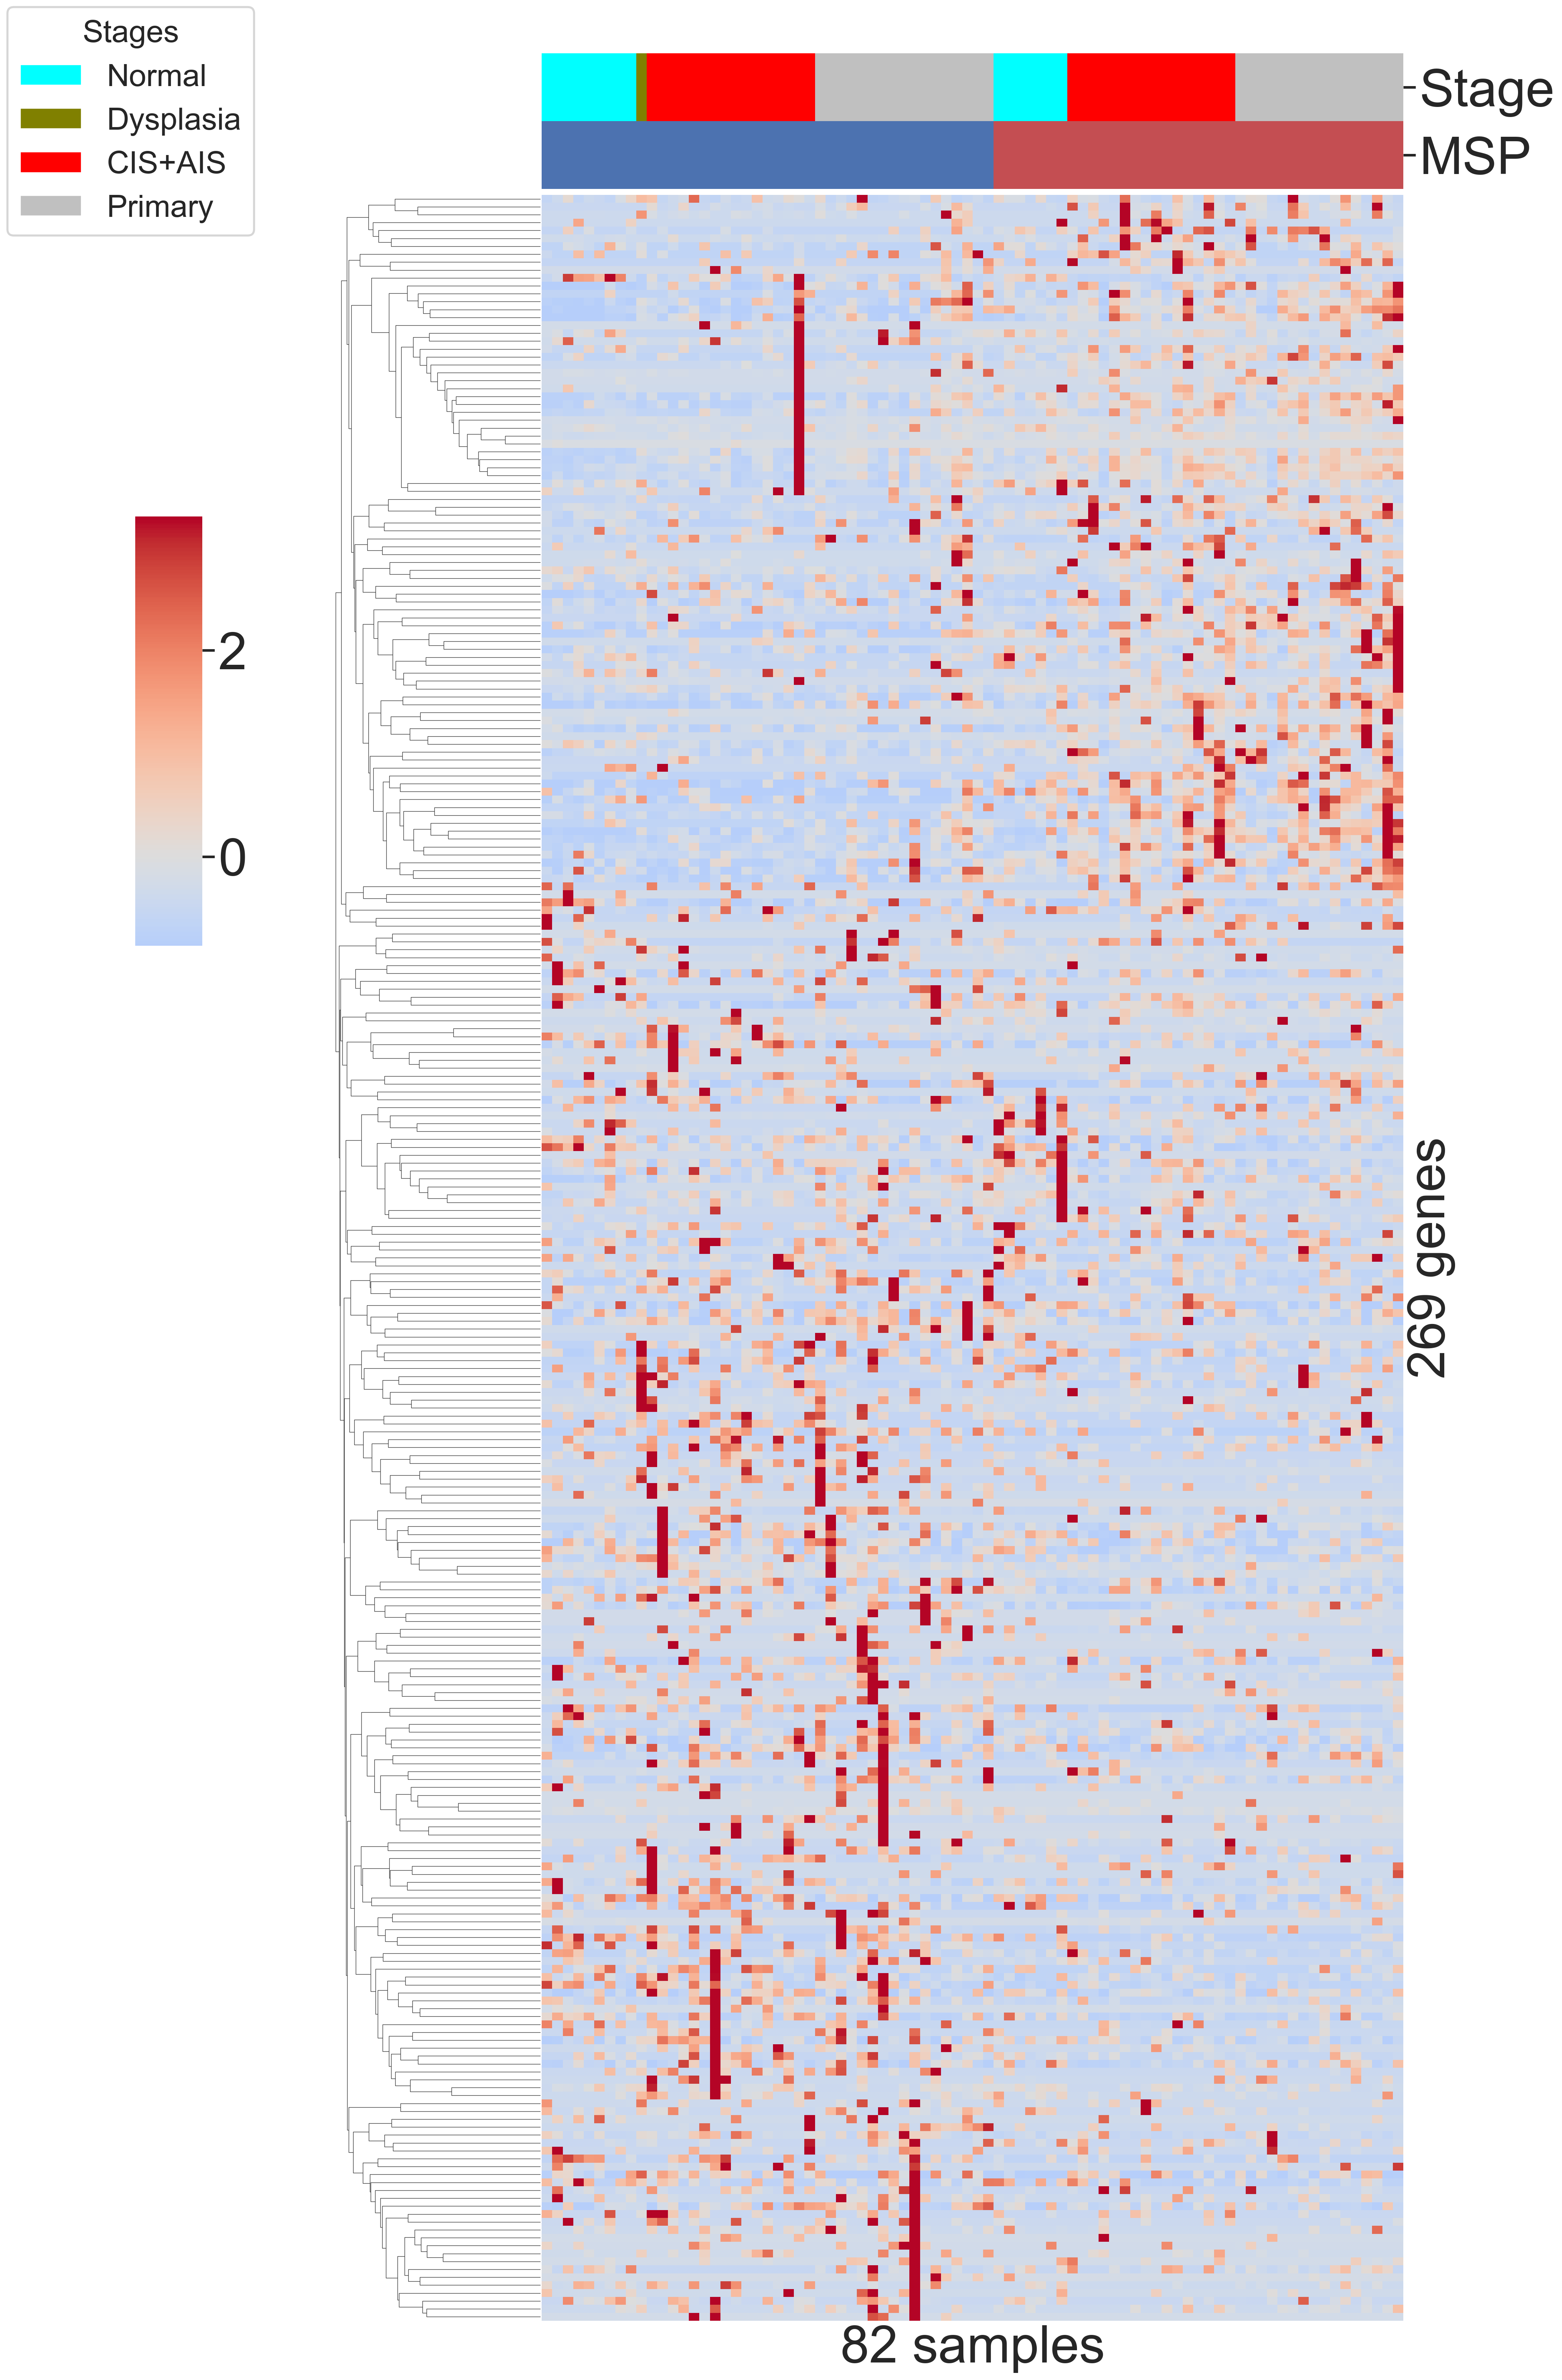 Stages
Normal
Dysplasia
CIS+AIS
Primary
Stage
MSP
2
0
269 genes
82 samples